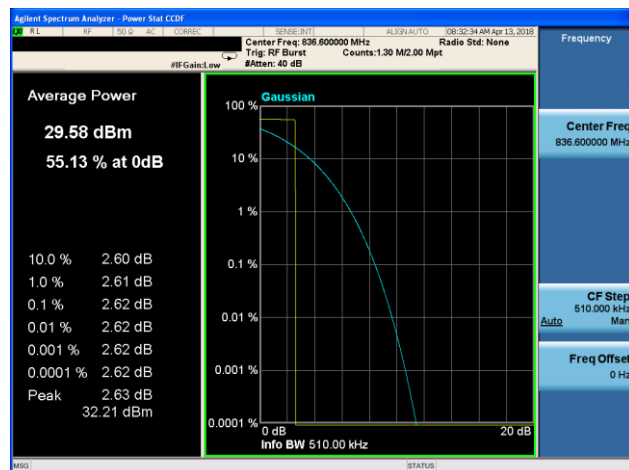 Agilent Spectrum Analyzer - Power Stat CCDF
RL RF 50 Ω AC CORREC SENSE:INT ALIGN AUTO 08:32:34 AM Apr 13, 2018
Center Freq: 836.600000 MHz Radio Std: None
Trig: RF Burst Counts:1.30 M/2.00 Mpt
#IFGain:Low #Atten: 40 dB
Frequency
Average Power
29.58 dBm
55.13 % at 0dB
10.0 % 2.60 dB
1.0 % 2.61 dB
0.1 % 2.62 dB
0.01 % 2.62 dB
0.001 % 2.62 dB
0.0001 % 2.62 dB
Peak 2.63 dB
32.21 dBm
Gaussian
100 %
10 %
1 %
0.1 %
0.01 %
0.001 %
0.0001 %
0 dB 20 dB
Info BW 510.00 kHz
Center Freq
836.600000 MHz
CF Step
510.000 kHz
Auto Man
Freq Offset
0 Hz
MSG STATUS